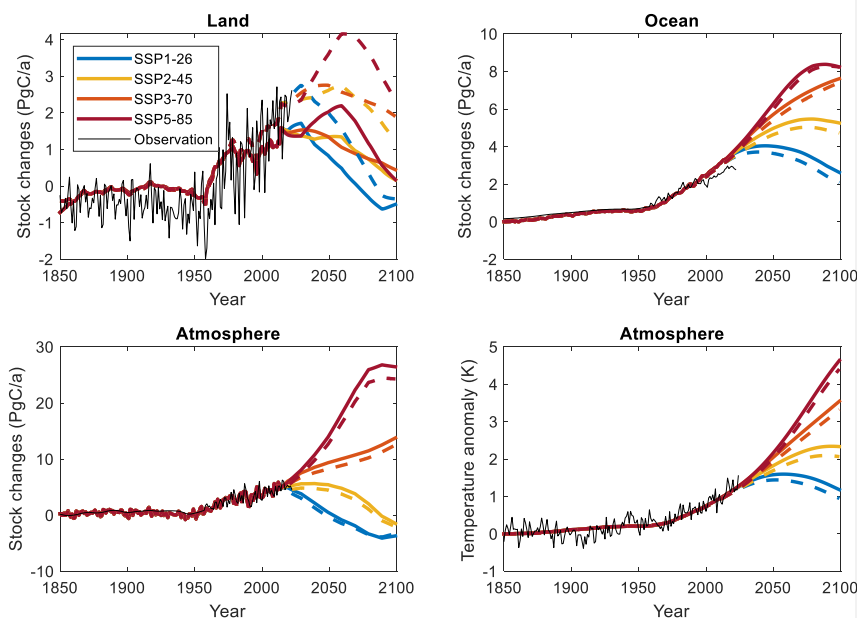 Land
Stock changes (PgC/a)
4
3
2
1
0
-1
-2
SSP1-26
SSP2-45
SSP3-70
SSP5-85
Observation
1850 1900 1950 2000 2050 2100
Year
Ocean
Stock changes (PgC/a)
10
8
6
4
2
0
-2
1850 1900 1950 2000 2050 2100
Year
Atmosphere
Stock changes (PgC/a)
30
20
10
0
-10
1850 1900 1950 2000 2050 2100
Year
Atmosphere
Temperature anomaly (K)
5
4
3
2
1
0
-1
1850 1900 1950 2000 2050 2100
Year